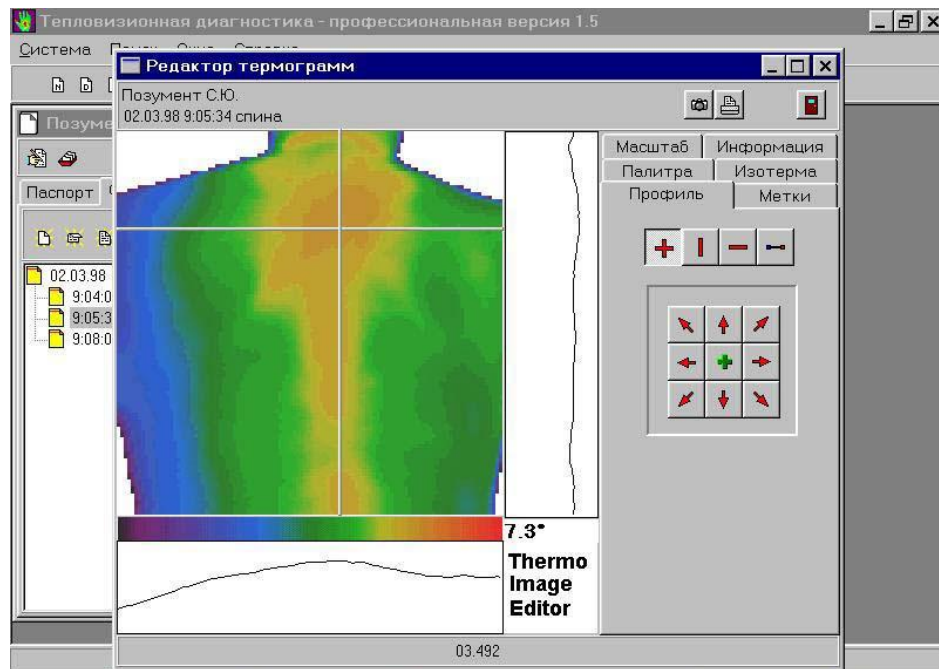 Тепловизионная диагностика - профессиональная версия 1.5
Система
Редактор термограмм
Позумент С.Ю.
02.03.98 9:05:34 спина
Позуме
Паспорт
02.03.98
9:04:0
9:05:3
9:08:0
Масштаб Информация
Палитра Изотерма
Профиль Метки
7.3°
Thermo
Image
Editor
03.492